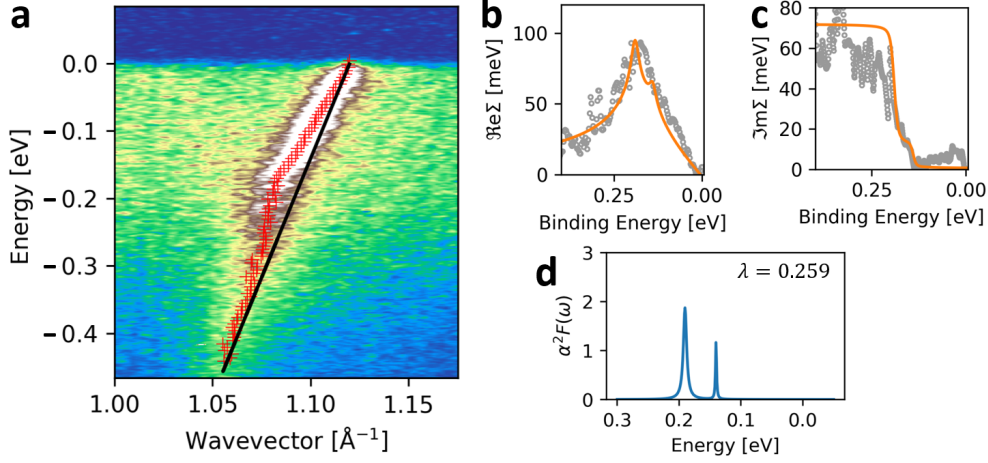 a
Energy [eV]
0.0
−0.1
−0.2
−0.3
−0.4
1.00
1.05
1.10
1.15
Wavevector [Å⁻¹]
b
ℜeΣ [meV]
100
50
0
0.25
0.00
Binding Energy [eV]
c
ℑmΣ [meV]
80
60
40
20
0
0.25
0.00
Binding Energy [eV]
d
λ = 0.259
α²F(ω)
3
2
1
0
0.3
0.2
0.1
0.0
Energy [eV]